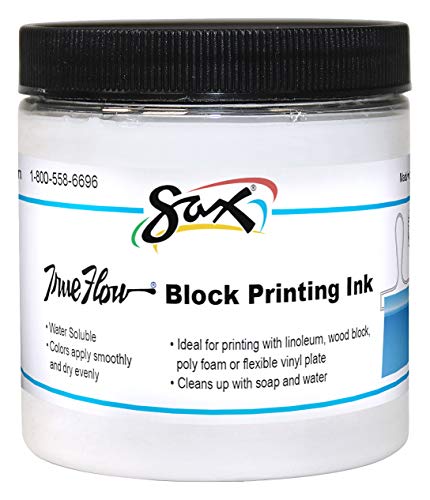 1-800-558-6696
Sax®
True Flow® Block Printing Ink
• Water Soluble
• Colors apply smoothly
and dry evenly
• Ideal for printing with linoleum, wood block,
poly foam or flexible vinyl plate
• Cleans up with soap and water